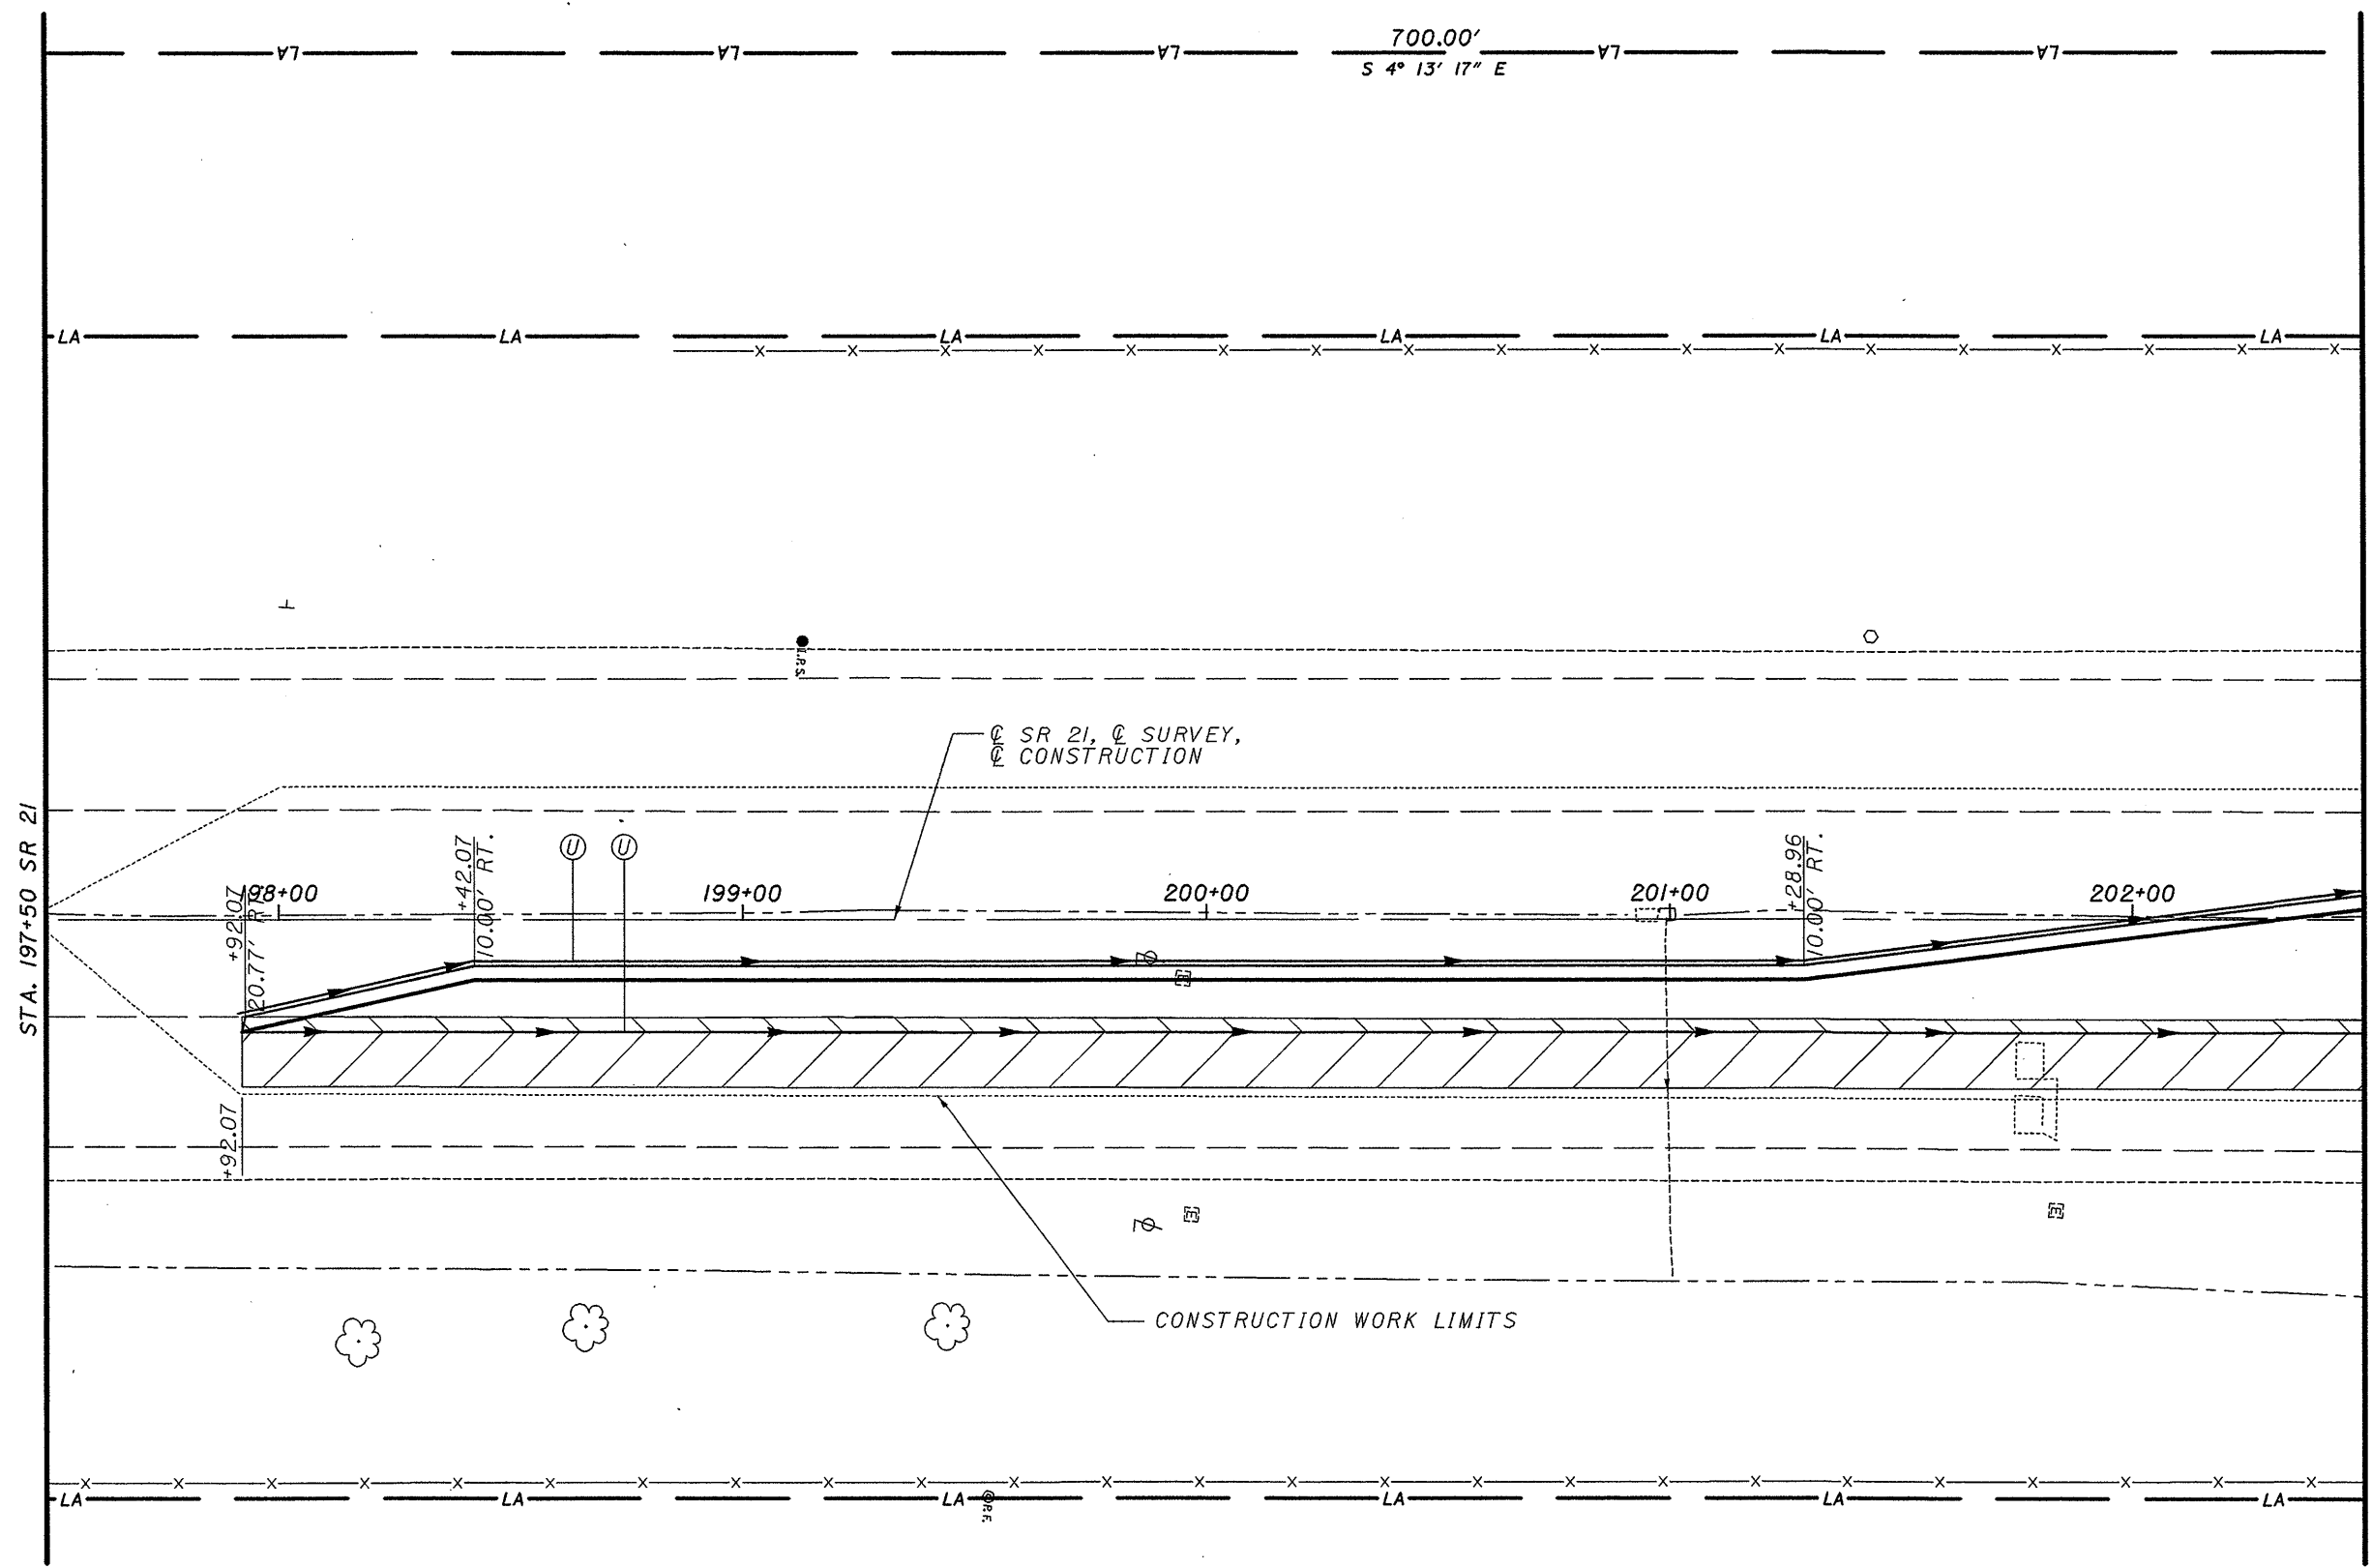 700.00'
S 4° 13' 17" E
LA LA LA LA LA
LA LA LA LA LA LA
I.P.S.
℄ SR 21, ℄ SURVEY,
℄ CONSTRUCTION
STA. 197+50 SR 21
+92.07
20.77' RT.
+42.07
10.00' RT.
U U
+28.96
10.00' RT.
198+00 199+00 200+00 201+00 202+00
E
+92.07
E E
CONSTRUCTION WORK LIMITS
LA LA LA LA LA LA
P.F.